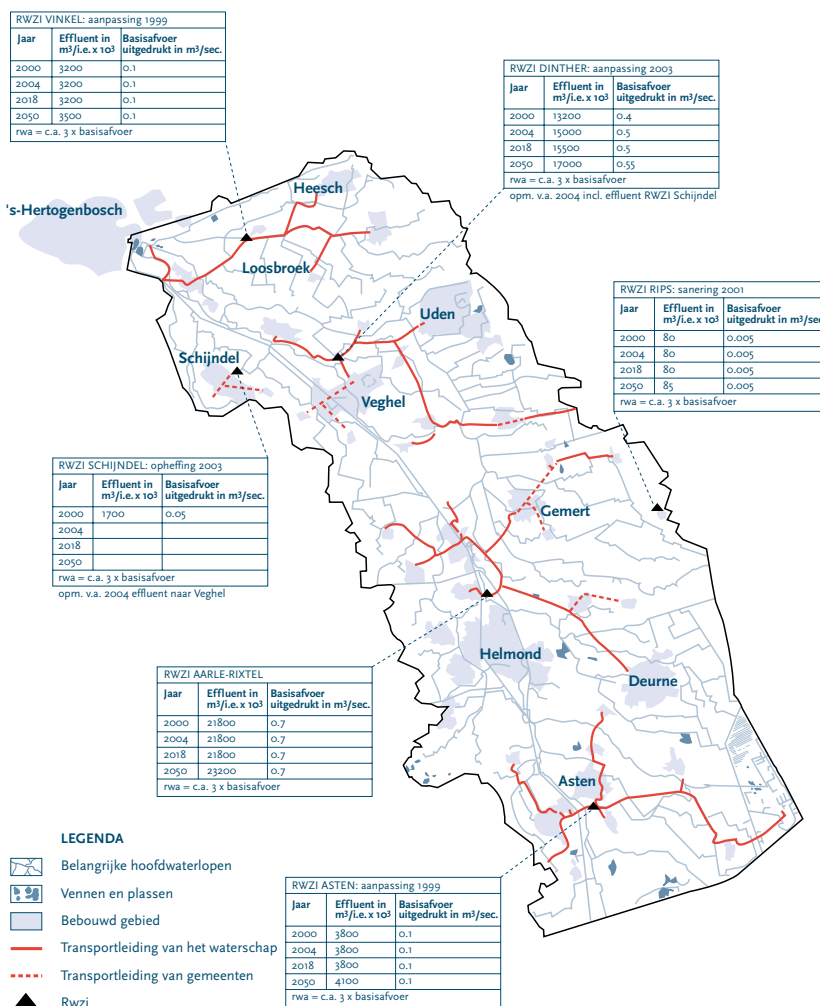 RWZI VINKEL: aanpassing 1999
Jaar Effluent in m³/i.e. x 10³ Basisafvoer uitgedrukt in m³/sec.
2000 3200 0.1
2004 3200 0.1
2018 3200 0.1
2050 3500 0.1
rwa = c.a. 3 x basisafvoer
RWZI DINTHER: aanpassing 2003
Jaar Effluent in m³/i.e. x 10³ Basisafvoer uitgedrukt in m³/sec.
2000 13200 0.4
2004 15000 0.5
2018 15500 0.5
2050 17000 0.55
rwa = c.a. 3 x basisafvoer
opm. v.a. 2004 incl. effluent RWZI Schijndel
's-Hertogenbosch
Heesch
Loosbroek
Uden
Schijndel
Veghel
RWZI RIPS: sanering 2001
Jaar Effluent in m³/i.e. x 10³ Basisafvoer uitgedrukt in m³/sec
2000 80 0.005
2004 80 0.005
2018 80 0.005
2050 85 0.005
rwa = c.a. 3 x basisafvoer
RWZI SCHIJNDEL: opheffing 2003
Jaar Effluent in m³/i.e. x 10³ Basisafvoer uitgedrukt in m³/sec.
2000 1700 0.05
2004
2018
2050
rwa = c.a. 3 x basisafvoer
opm. v.a. 2004 effluent naar Veghel
Gemert
Helmond
Deurne
RWZI AARLE-RIXTEL
Jaar Effluent in m³/i.e. x 10³ Basisafvoer uitgedrukt in m³/sec.
2000 21800 0.7
2004 21800 0.7
2018 21800 0.7
2050 23200 0.7
rwa = c.a. 3 x basisafvoer
Asten
RWZI ASTEN: aanpassing 1999
Jaar Effluent in m³/i.e. x 10³ Basisafvoer uitgedrukt in m³/sec.
2000 3800 0.1
2004 3800 0.1
2018 3800 0.1
2050 4100 0.1
rwa = c.a. 3 x basisafvoer
LEGENDA
Belangrijke hoofdwaterlopen
Vennen en plassen
Bebouwd gebied
Transportleiding van het waterschap
Transportleiding van gemeenten
Rwzi